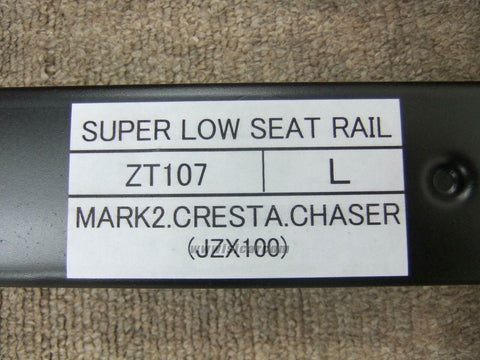 SUPER LOW SEAT RAIL
ZT107 L
MARK2.CRESTA.CHASER
(JZX100)